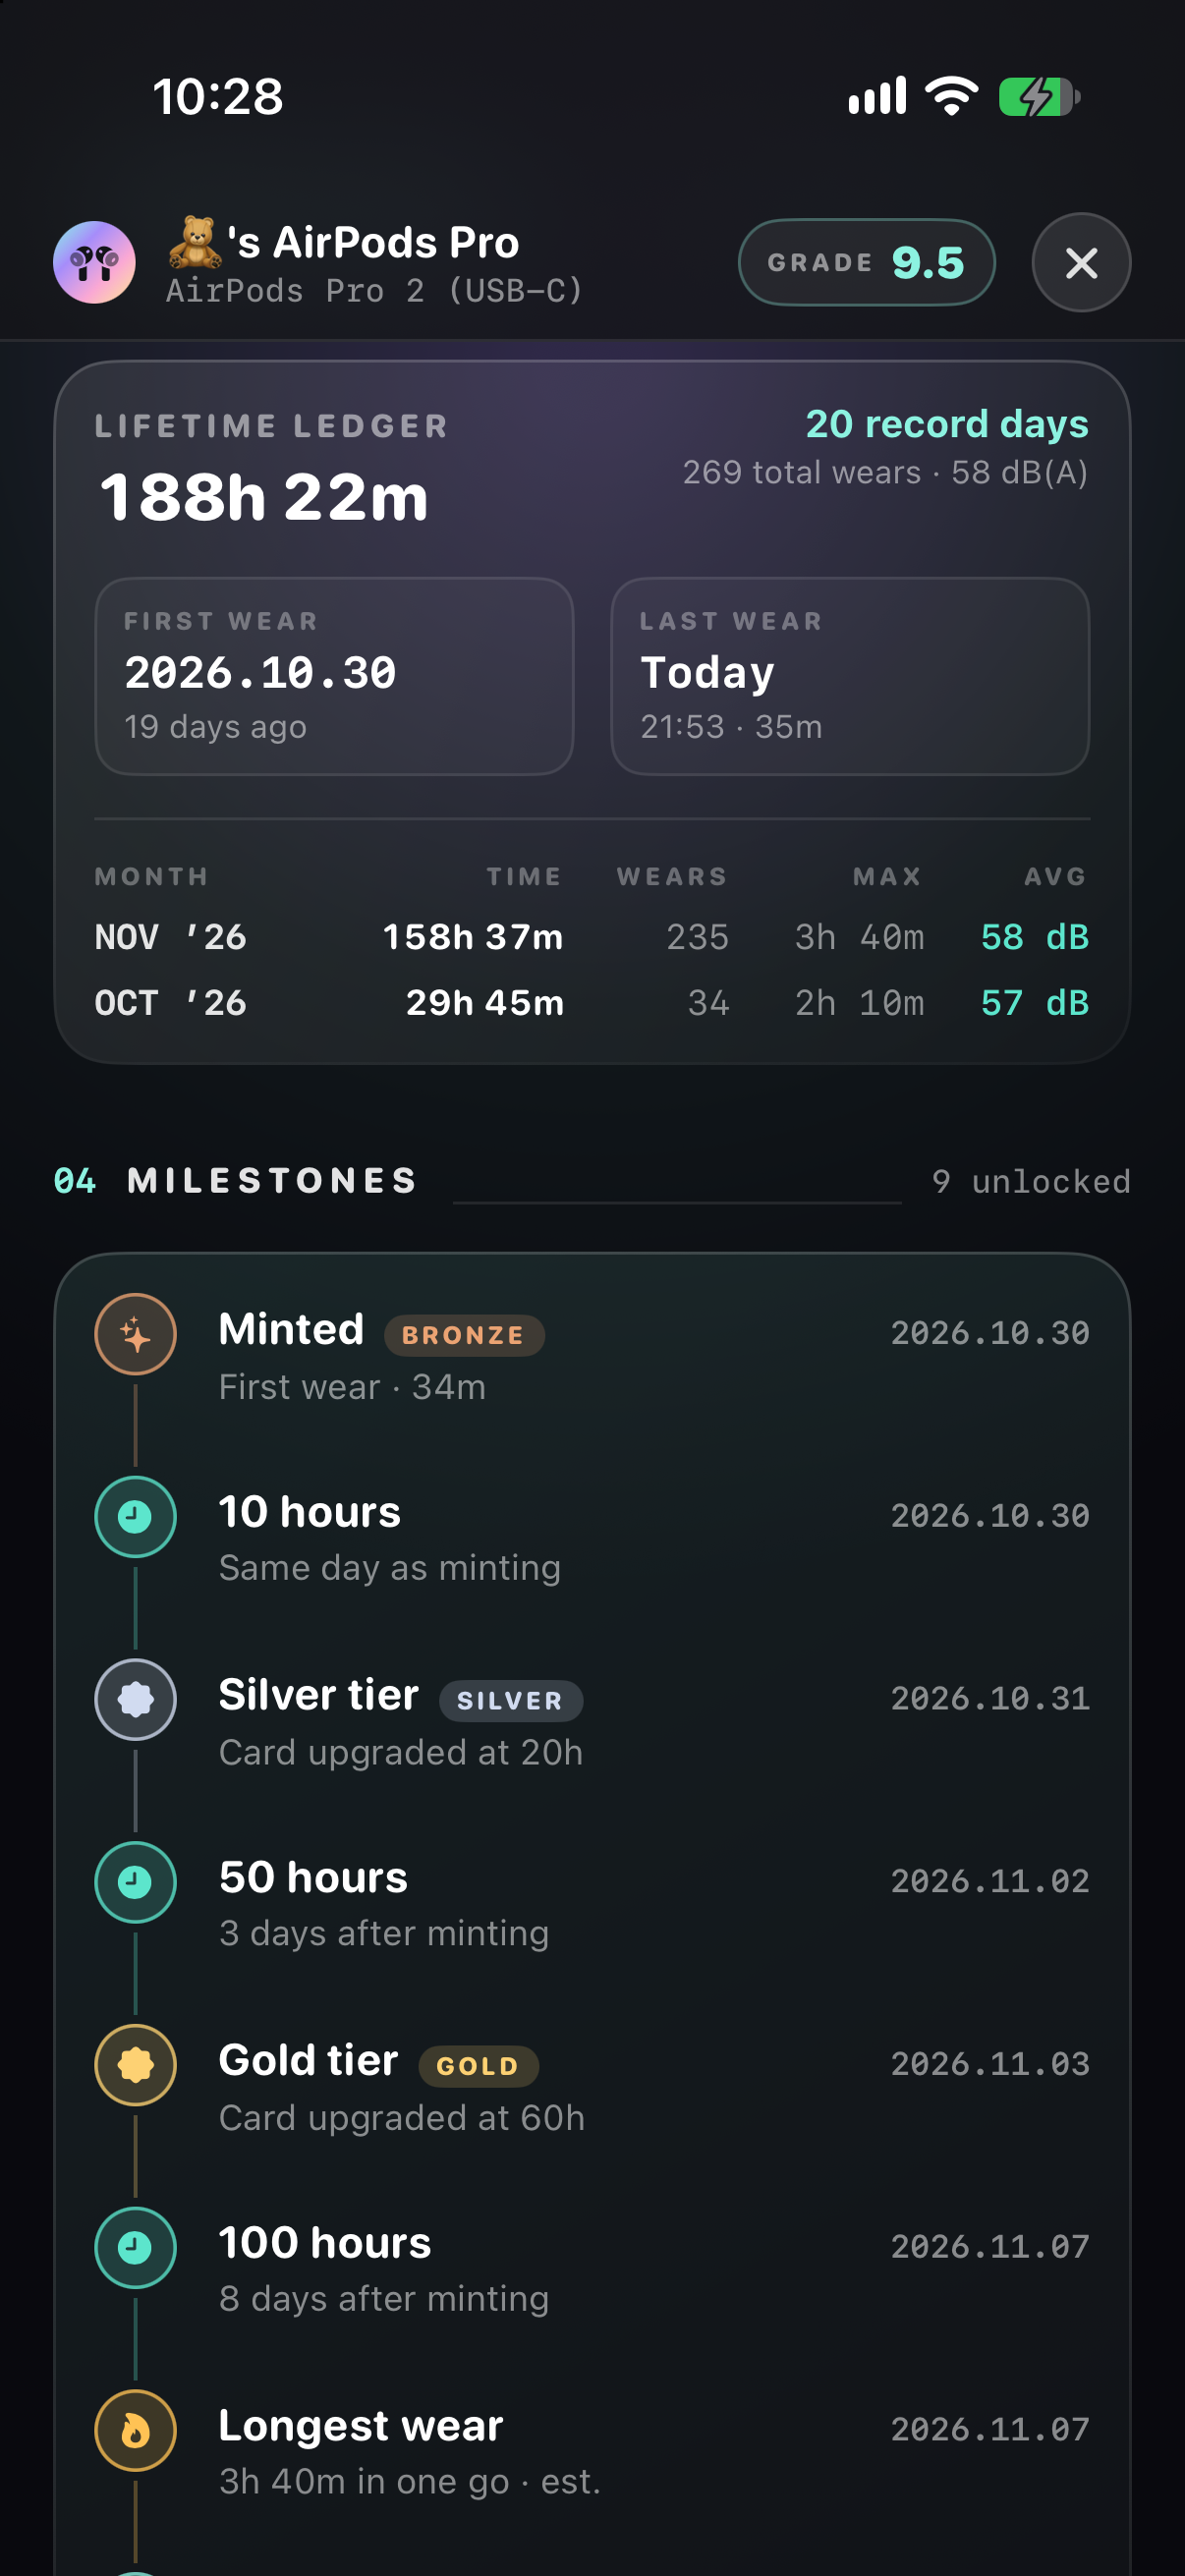 10:28
🧸's AirPods Pro
AirPods Pro 2 (USB-C)
GRADE 9.5
LIFETIME LEDGER
188h 22m
20 record days
269 total wears · 58 dB(A)
FIRST WEAR
2026.10.30
19 days ago
LAST WEAR
Today
21:53 · 35m
MONTH TIME WEARS MAX AVG
NOV ’26 158h 37m 235 3h 40m 58 dB
OCT ’26 29h 45m 34 2h 10m 57 dB
04 MILESTONES 9 unlocked
Minted BRONZE 2026.10.30
First wear · 34m
10 hours 2026.10.30
Same day as minting
Silver tier SILVER 2026.10.31
Card upgraded at 20h
50 hours 2026.11.02
3 days after minting
Gold tier GOLD 2026.11.03
Card upgraded at 60h
100 hours 2026.11.07
8 days after minting
Longest wear 2026.11.07
3h 40m in one go · est.